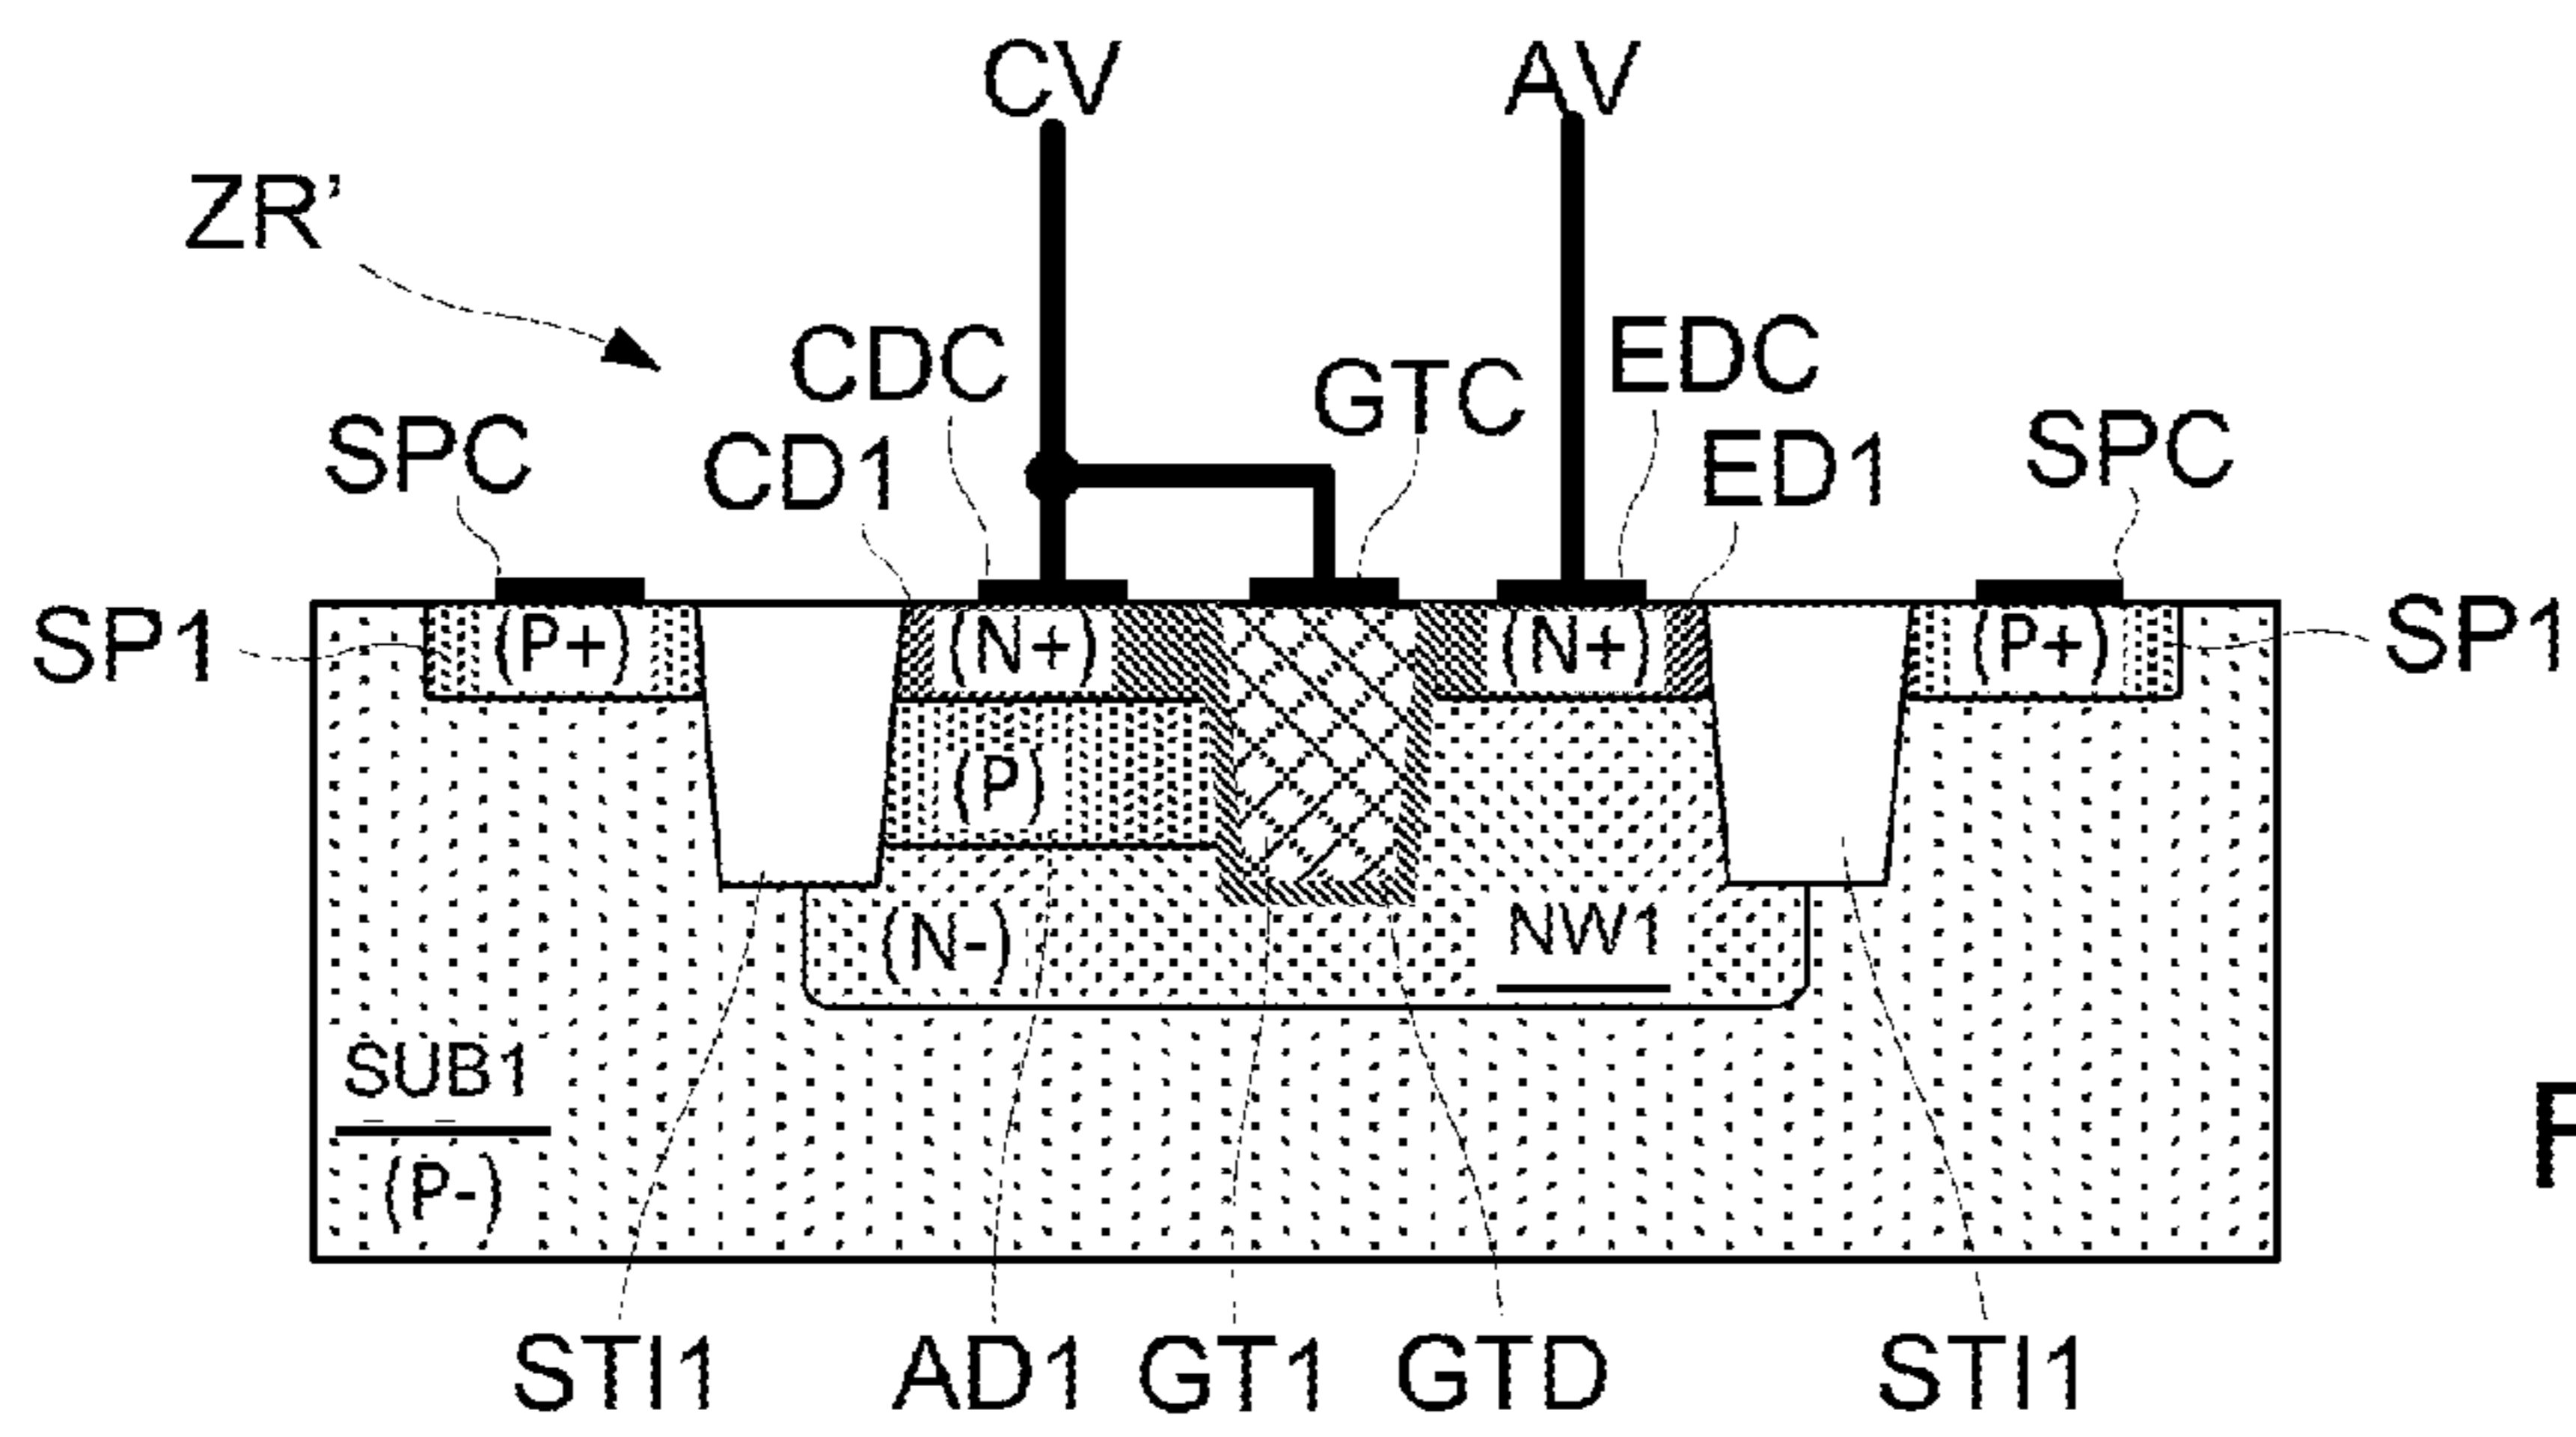 CV AV
ZR'
CDC GTC EDC
SPC CD1 ED1 SPC
SP1 (P+) (N+) (N+) (P+) SP1
(P)
(N-) NW1
SUB1
(P-)
STI1 AD1 GT1 GTD STI1